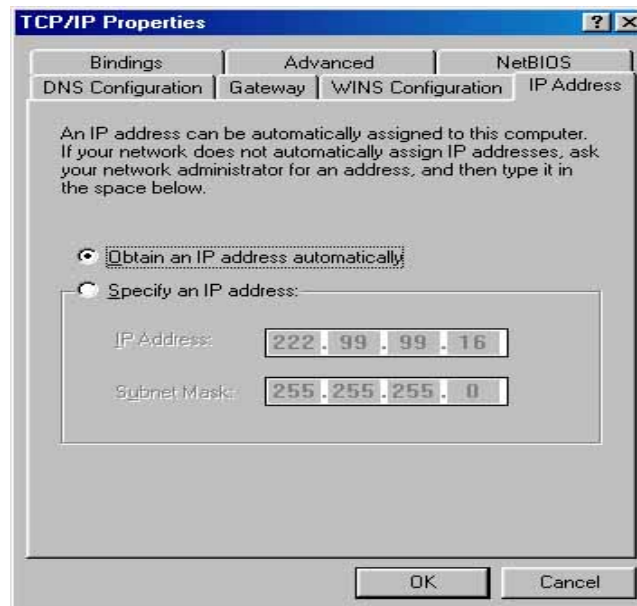 TCP/IP Properties
Bindings Advanced NetBIOS
DNS Configuration Gateway WINS Configuration IP Address
An IP address can be automatically assigned to this computer.
If your network does not automatically assign IP addresses, ask
your network administrator for an address, and then type it in
the space below.
Obtain an IP address automatically
Specify an IP address:
IP Address: 222 . 99 . 99 . 16
Subnet Mask: 255 . 255 . 255 . 0
OK Cancel